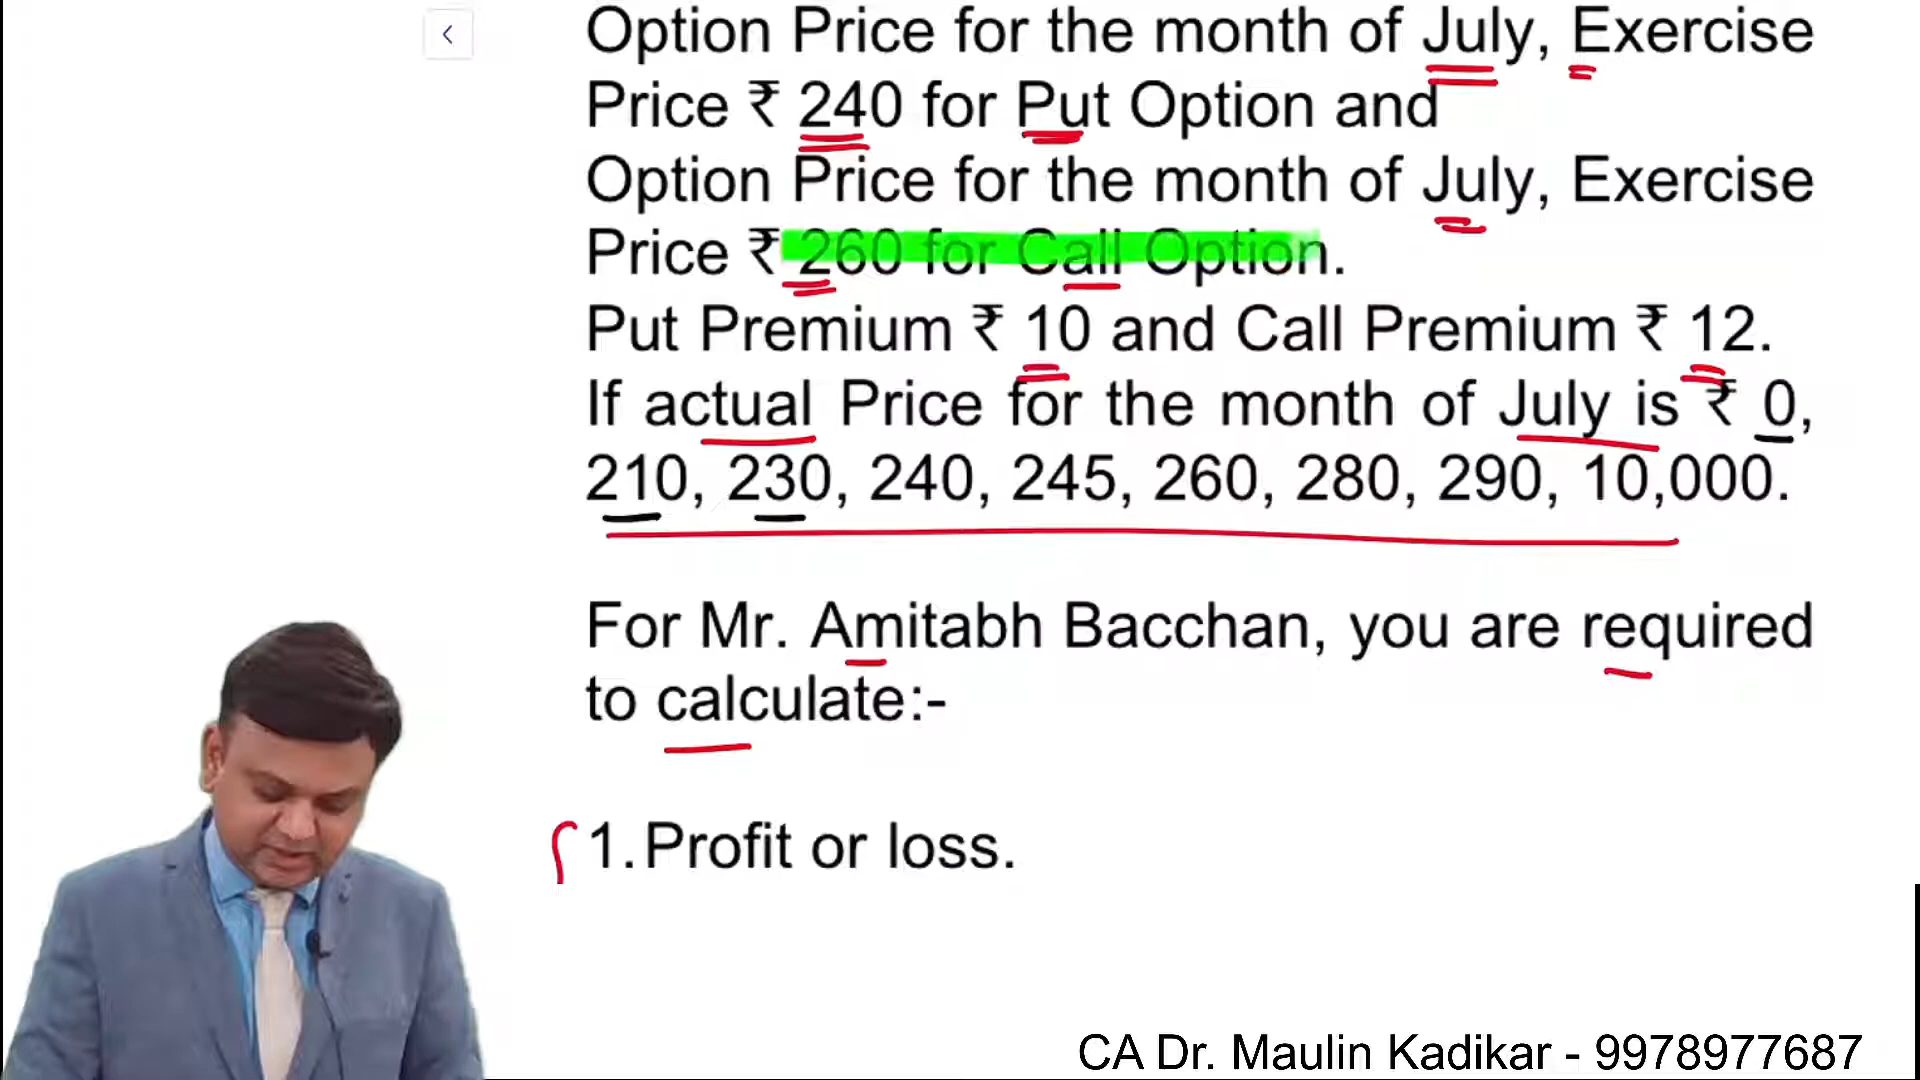 Option Price for the month of July, Exercise
Price ₹ 240 for Put Option and
Option Price for the month of July, Exercise
Price ₹ 260 for Call Option.
Put Premium ₹ 10 and Call Premium ₹ 12.
If actual Price for the month of July is ₹ 0,
210, 230, 240, 245, 260, 280, 290, 10,000.
For Mr. Amitabh Bacchan, you are required
to calculate:-
1. Profit or loss.
CA Dr. Maulin Kadikar - 9978977687